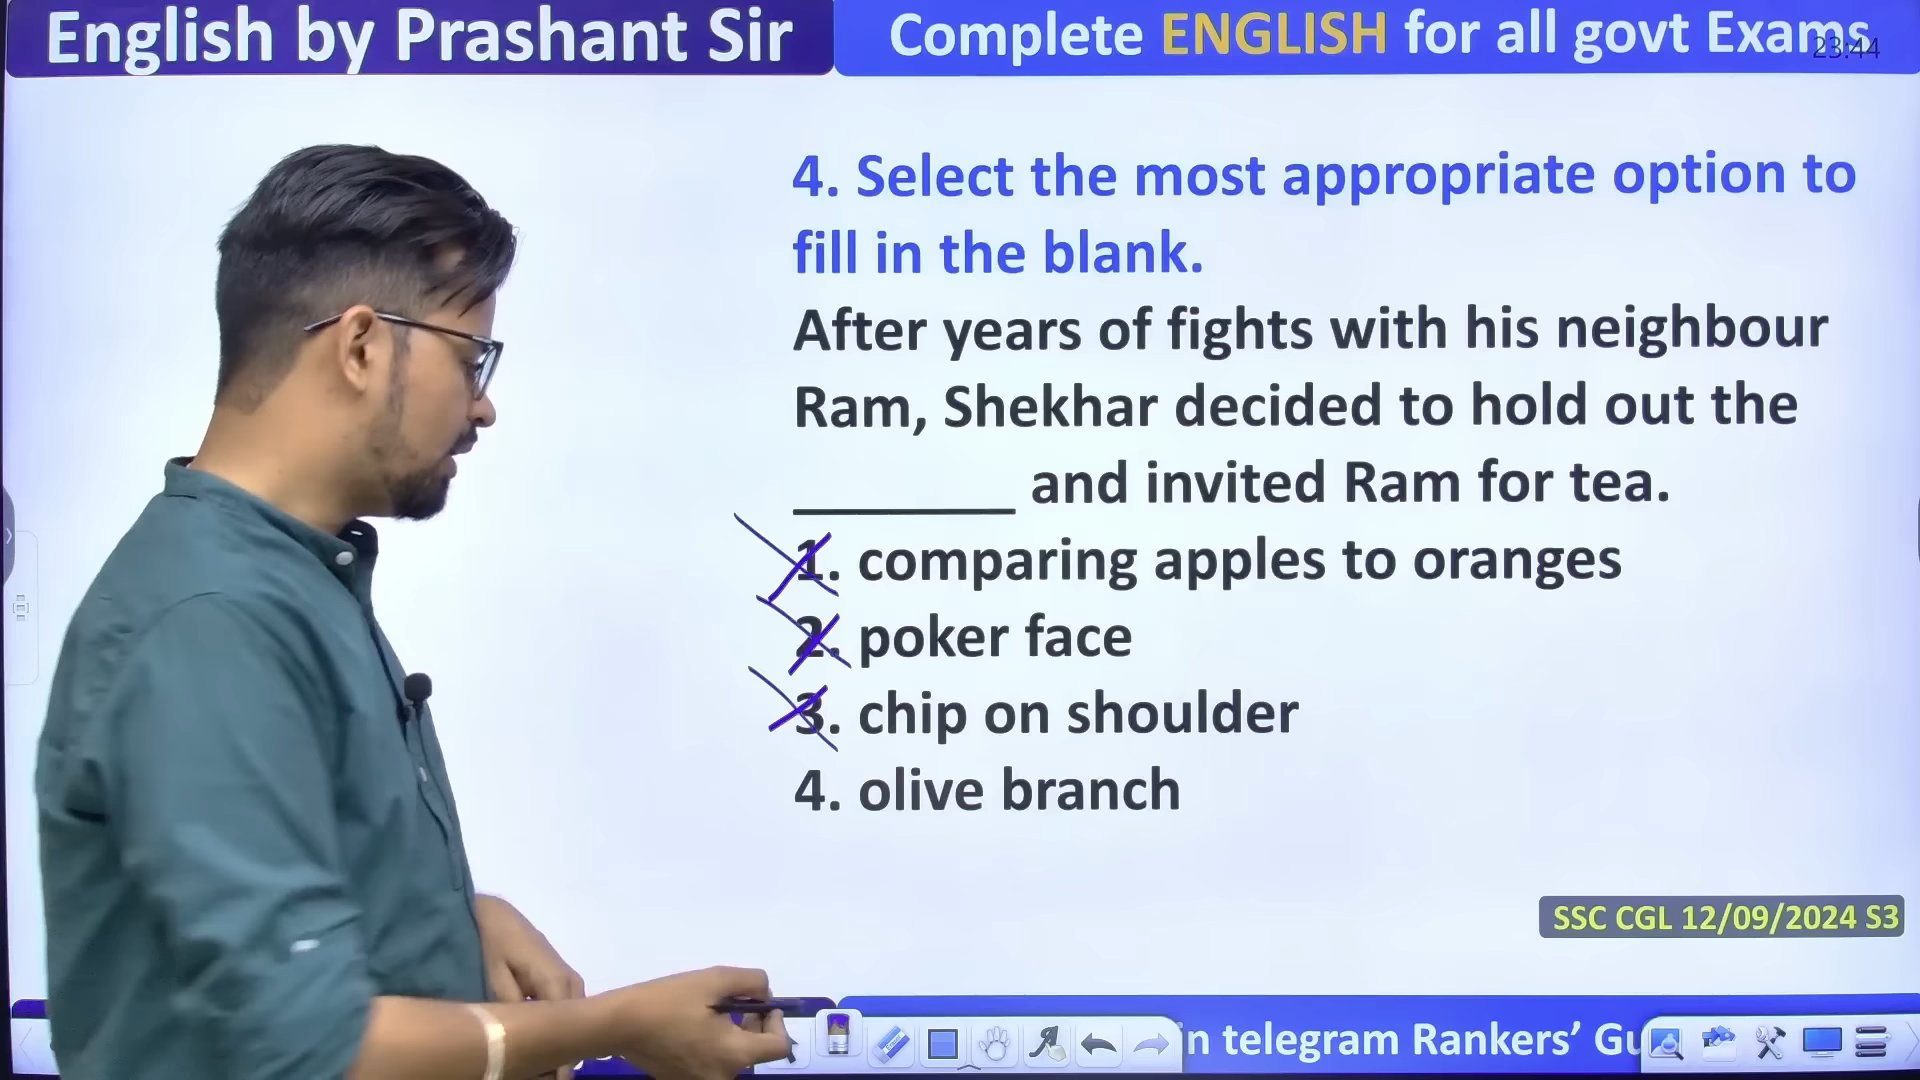 English by Prashant Sir
Complete ENGLISH for all govt Exams
23:44
4. Select the most appropriate option to
fill in the blank.
After years of fights with his neighbour
Ram, Shekhar decided to hold out the
__________ and invited Ram for tea.
1. comparing apples to oranges
2. poker face
3. chip on shoulder
4. olive branch
SSC CGL 12/09/2024 S3
in telegram Rankers’ Gu